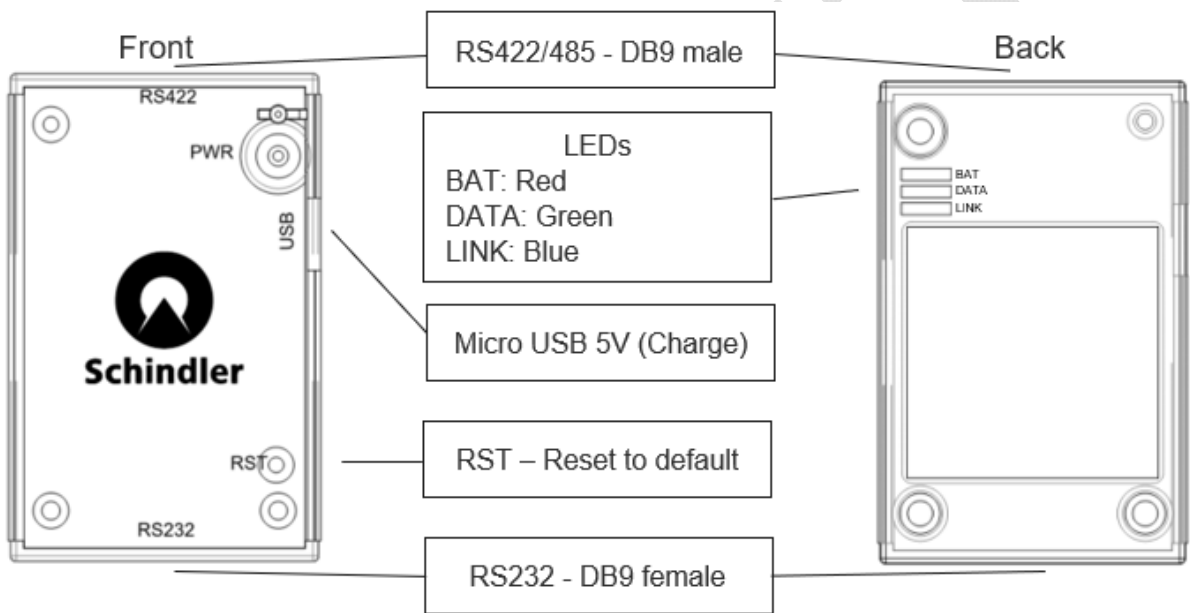 Front
RS422/485 - DB9 male
Back
RS422
PWR
USB
LEDs
BAT: Red
DATA: Green
LINK: Blue
BAT
DATA
LINK
Micro USB 5V (Charge)
Schindler
RST
RST – Reset to default
RS232
RS232 - DB9 female